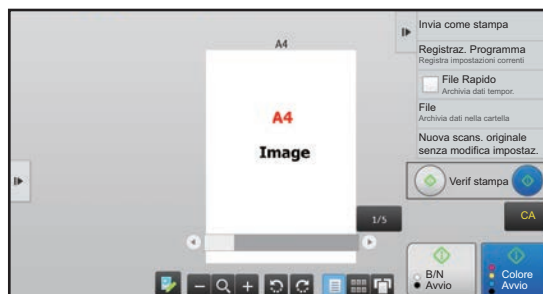 A4
A4
Image
1/5
Invia come stampa
Registraz. Programma
Registra impostazioni correnti
File Rapido
Archivia dati tempor.
File
Archivia dati nella cartella
Nuova scans. originale
senza modifica impostaz.
Verif stampa
CA
B/N
Avvio
Colore
Avvio